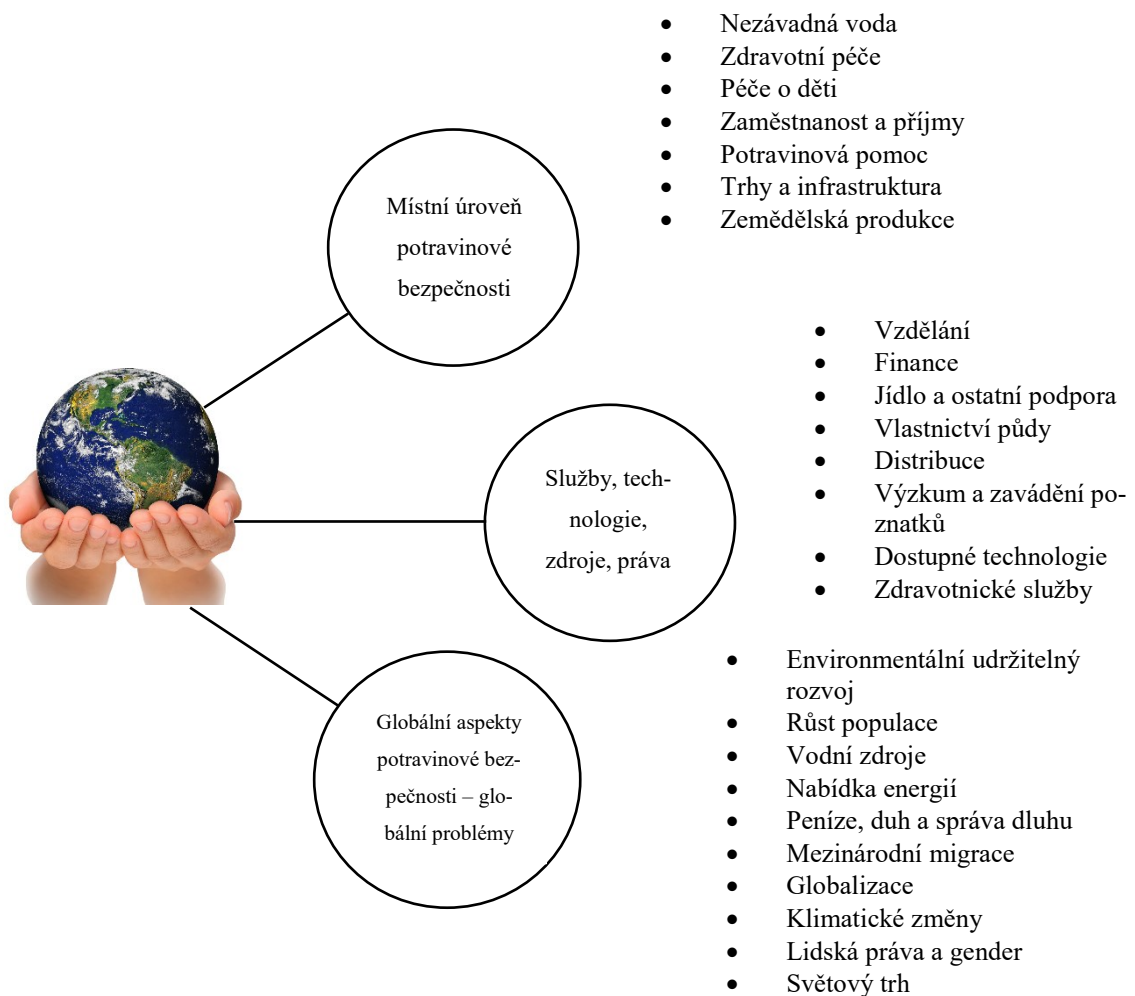 • Nezávadná voda
• Zdravotní péče
• Péče o děti
• Zaměstnanost a příjmy
• Potravinová pomoc
• Trhy a infrastruktura
• Zemědělská produkce
Místní úroveň
potravinové
bezpečnosti
• Vzdělání
• Finance
• Jídlo a ostatní podpora
• Vlastnictví půdy
• Distribuce
• Výzkum a zavádění po-
znatků
• Dostupné technologie
• Zdravotnické služby
Služby, tech-
nologie,
zdroje, práva
• Environmentální udržitelný
rozvoj
• Růst populace
• Vodní zdroje
• Nabídka energií
• Peníze, duh a správa dluhu
• Mezinárodní migrace
• Globalizace
• Klimatické změny
• Lidská práva a gender
• Světový trh
Globální aspekty
potravinové bez-
pečnosti – glo-
bální problémy